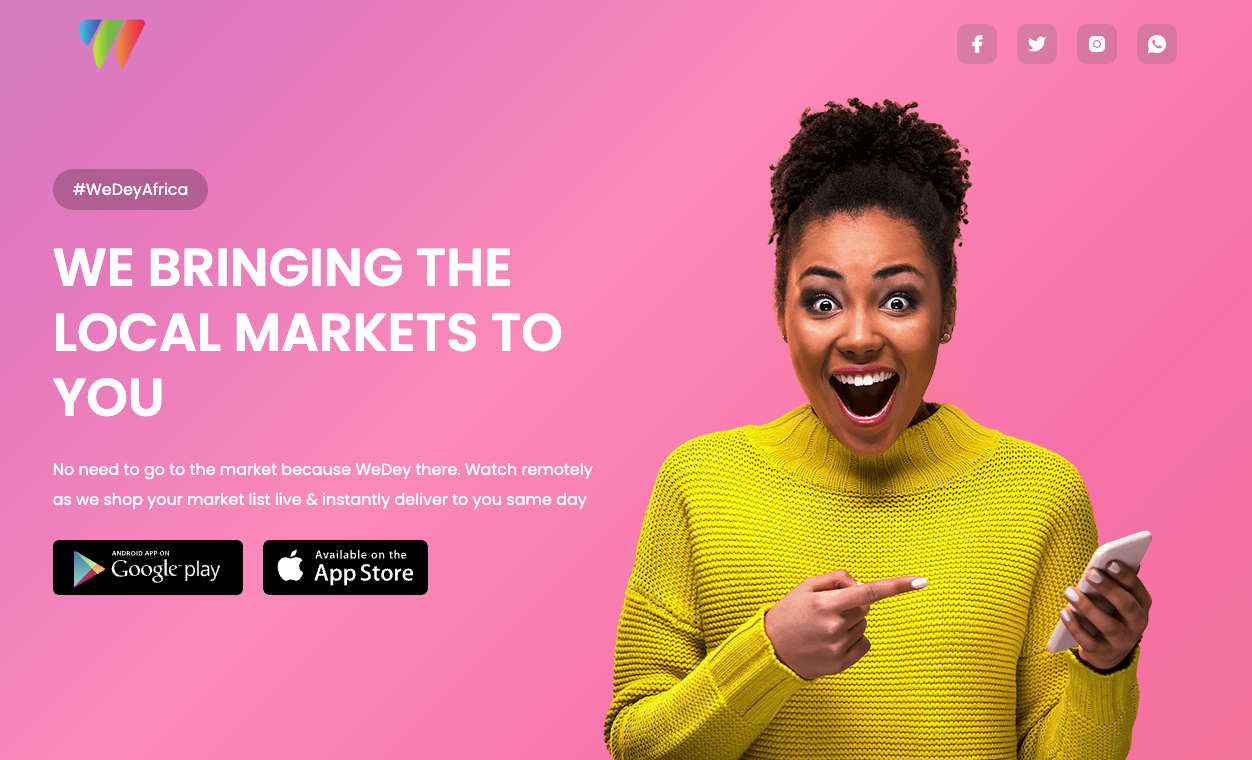 #WeDeyAfrica
WE BRINGING THE
LOCAL MARKETS TO
YOU
No need to go to the market because WeDey there. Watch remotely
as we shop your market list live & instantly deliver to you same day
ANDROID APP ON
Google play
Available on the
App Store